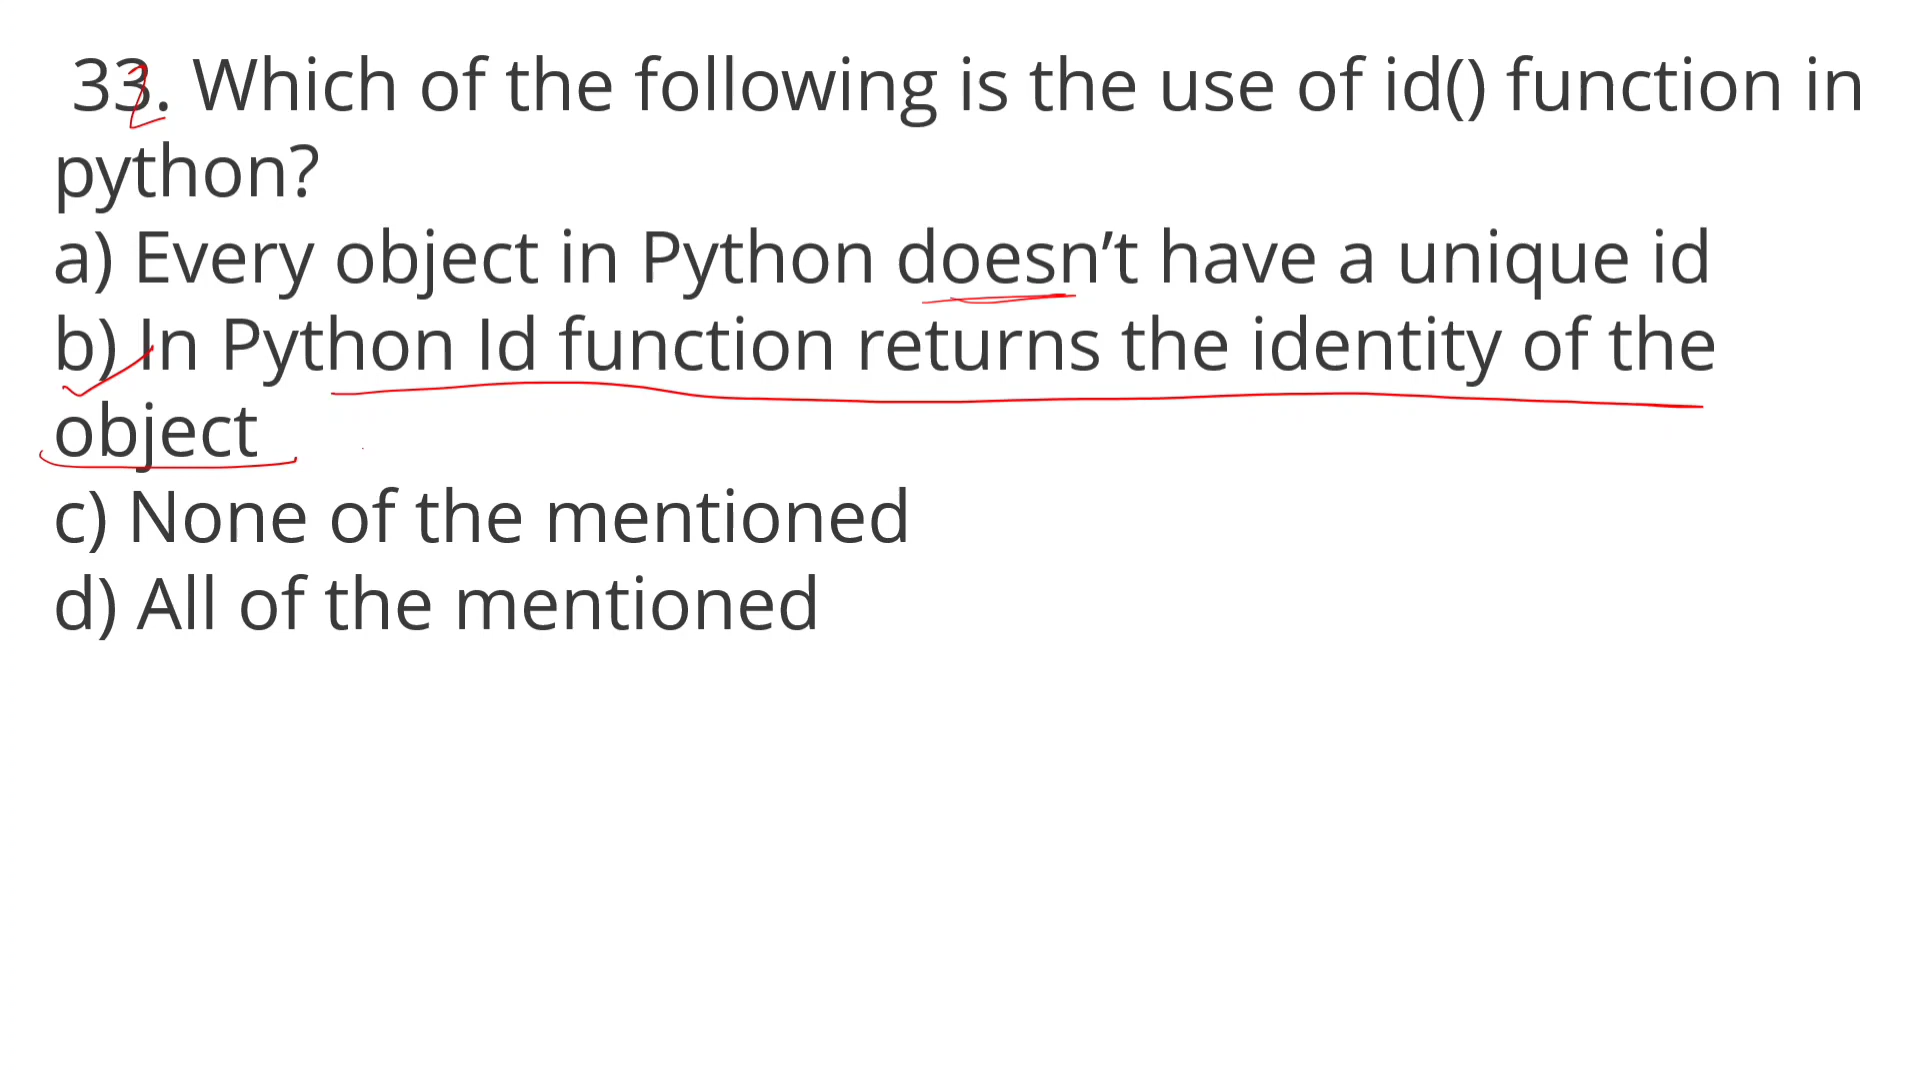 33. Which of the following is the use of id() function in
python?
a) Every object in Python doesn’t have a unique id
b) In Python Id function returns the identity of the
object
c) None of the mentioned
d) All of the mentioned